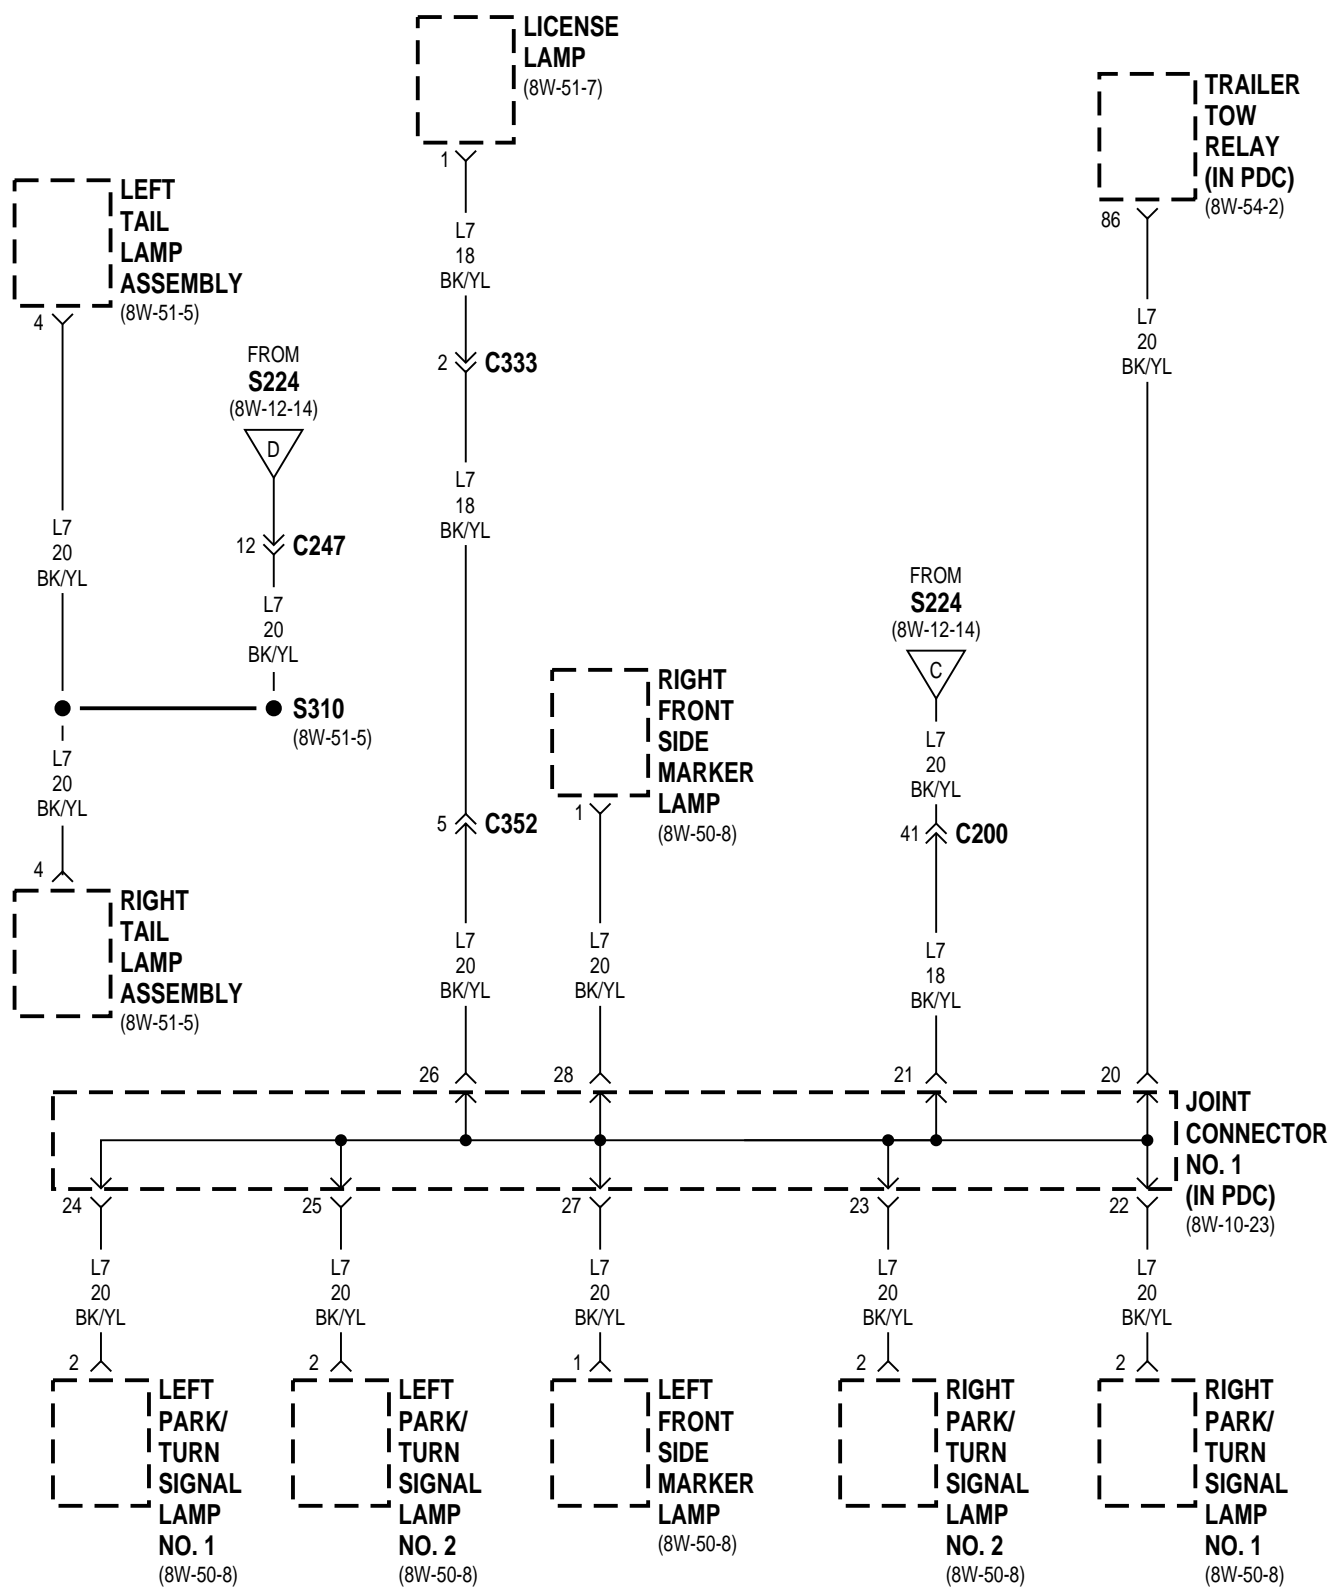 LICENSE
LAMP
(8W-51-7)
1
L7
18
BK/YL
2
C333
L7
18
BK/YL
5
C352
L7
20
BK/YL
26
TRAILER
TOW
RELAY
(IN PDC)
(8W-54-2)
86
L7
20
BK/YL
20
LEFT
TAIL
LAMP
ASSEMBLY
(8W-51-5)
4
L7
20
BK/YL
FROM
S224
(8W-12-14)
D
12
C247
L7
20
BK/YL
S310
(8W-51-5)
L7
20
BK/YL
4
RIGHT
TAIL
LAMP
ASSEMBLY
(8W-51-5)
RIGHT
FRONT
SIDE
MARKER
LAMP
(8W-50-8)
1
L7
20
BK/YL
28
FROM
S224
(8W-12-14)
C
L7
20
BK/YL
41
C200
L7
18
BK/YL
21
JOINT
CONNECTOR
NO. 1
(IN PDC)
(8W-10-23)
24
L7
20
BK/YL
2
LEFT
PARK/
TURN
SIGNAL
LAMP
NO. 1
(8W-50-8)
25
L7
20
BK/YL
2
LEFT
PARK/
TURN
SIGNAL
LAMP
NO. 2
(8W-50-8)
27
L7
20
BK/YL
1
LEFT
FRONT
SIDE
MARKER
LAMP
(8W-50-8)
23
L7
20
BK/YL
2
RIGHT
PARK/
TURN
SIGNAL
LAMP
NO. 2
(8W-50-8)
22
L7
20
BK/YL
2
RIGHT
PARK/
TURN
SIGNAL
LAMP
NO. 1
(8W-50-8)